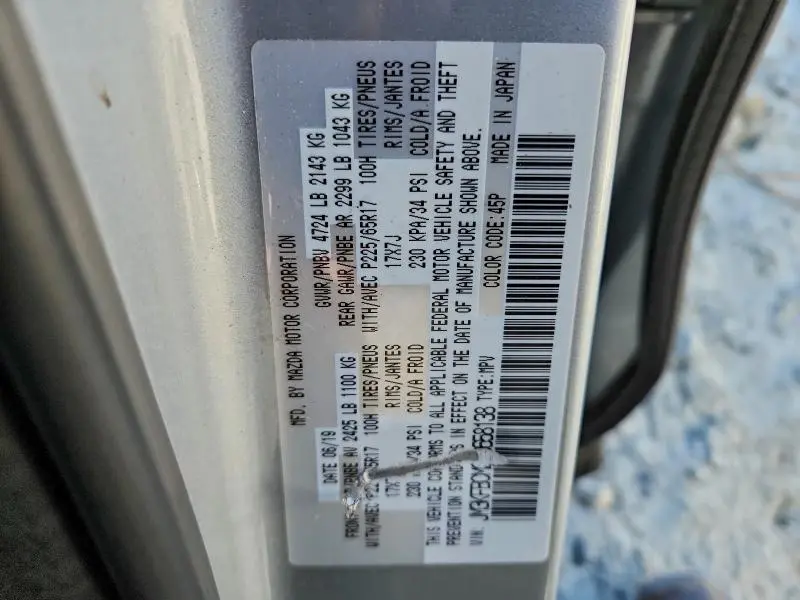 MFD. BY MAZDA MOTOR CORPORATION
DATE 06/19 GVWR/PNBV 4724 LB 2143 KG
2425 LB 1100 KG REAR GAWR/PNBE AR 2299 LB 1043 KG
100H TIRES/PNEUS WITH/AVEC P225/65R17 100H TIRES/PNEUS
RIMS/JANTES 17X7J RIMS/JANTES
230 PSI COLD/A FROID 230 KPA/34 PSI COLD/A FROID
THIS VEHICLE TO ALL APPLICABLE FEDERAL MOTOR VEHICLE SAFETY AND THEFT
PREVENTION IN EFFECT ON THE DATE OF MANUFACTURE SHOWN ABOVE.
VIN: TYPE:MPV COLOR CODE:45P MADE IN JAPAN